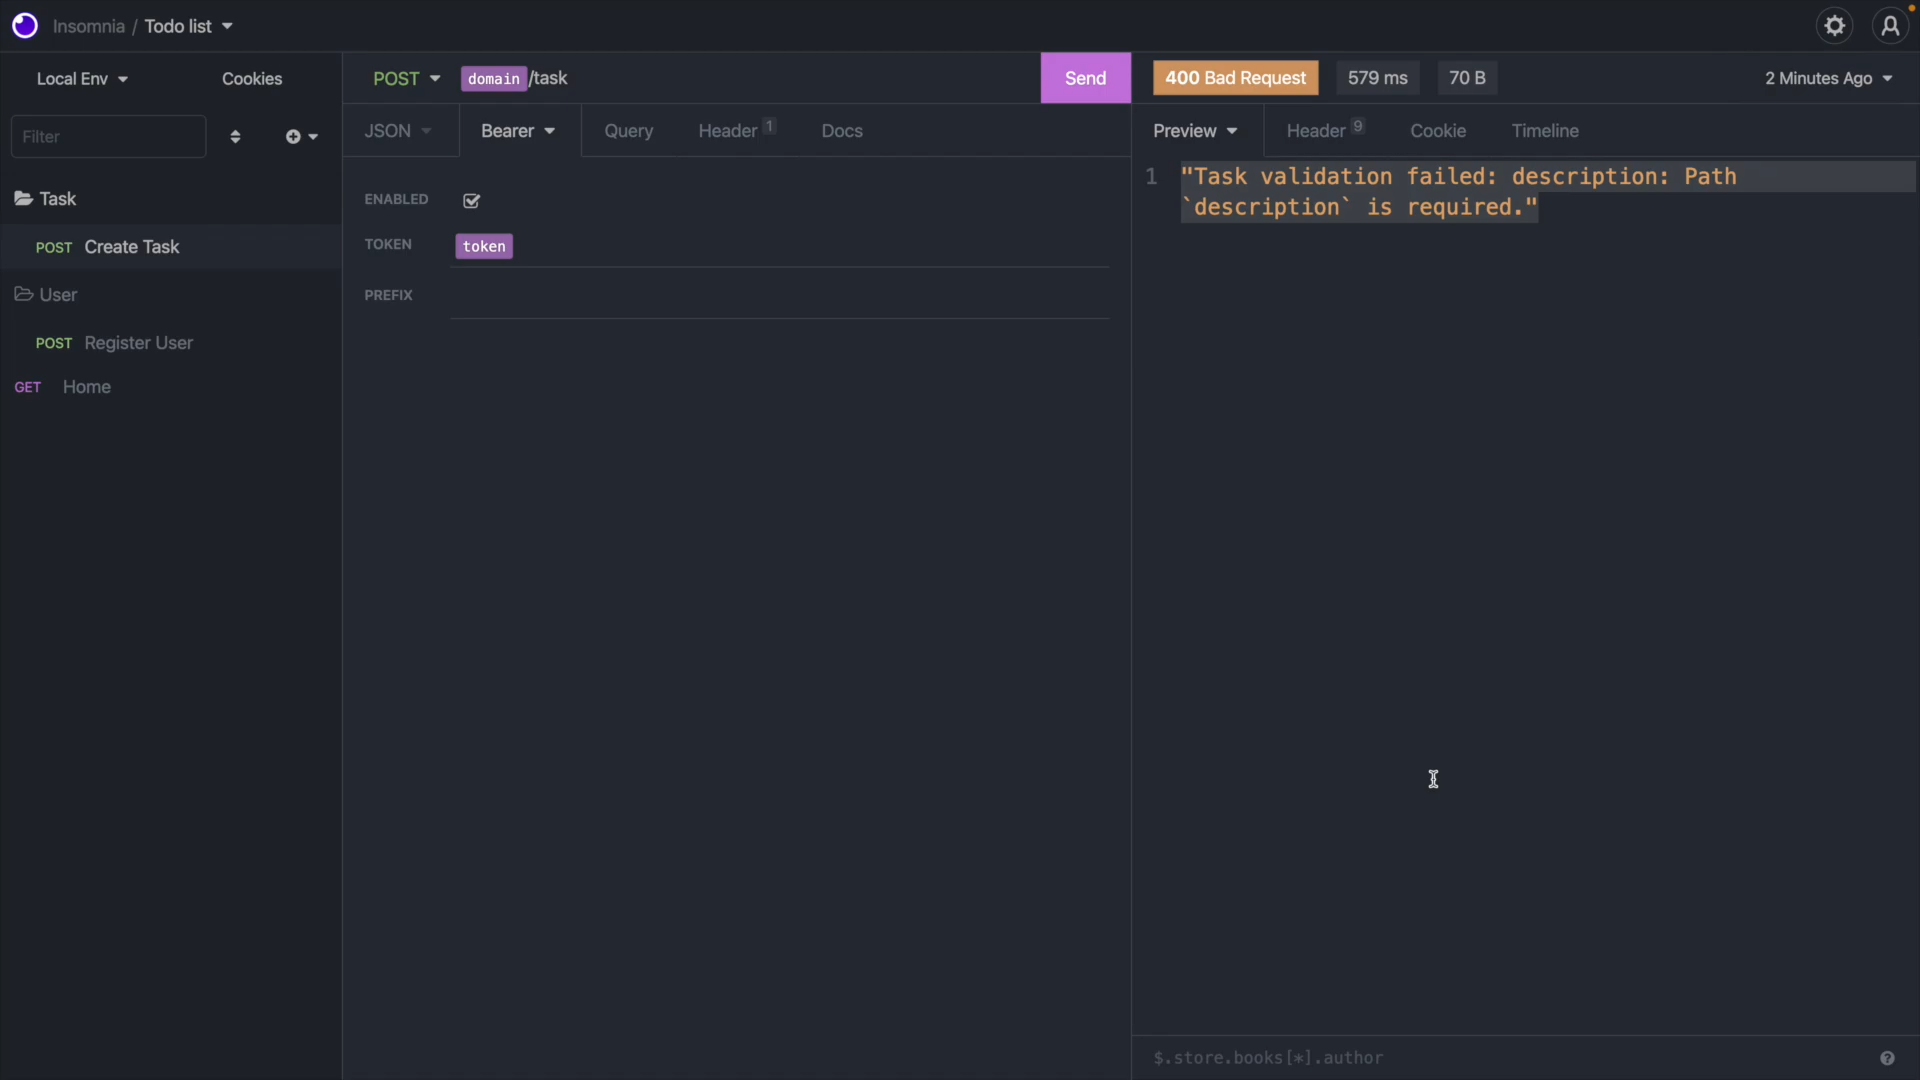 Insomnia / Todo list
Local Env
Cookies
POST domain/task
Send
400 Bad Request
579 ms
70 B
2 Minutes Ago
Filter
JSON
Bearer
Query
Header 1
Docs
Preview
Header 9
Cookie
Timeline
Task
POST Create Task
User
POST Register User
GET Home
ENABLED
TOKEN token
PREFIX
1 "Task validation failed: description: Path
`description` is required."
$.store.books[*].author